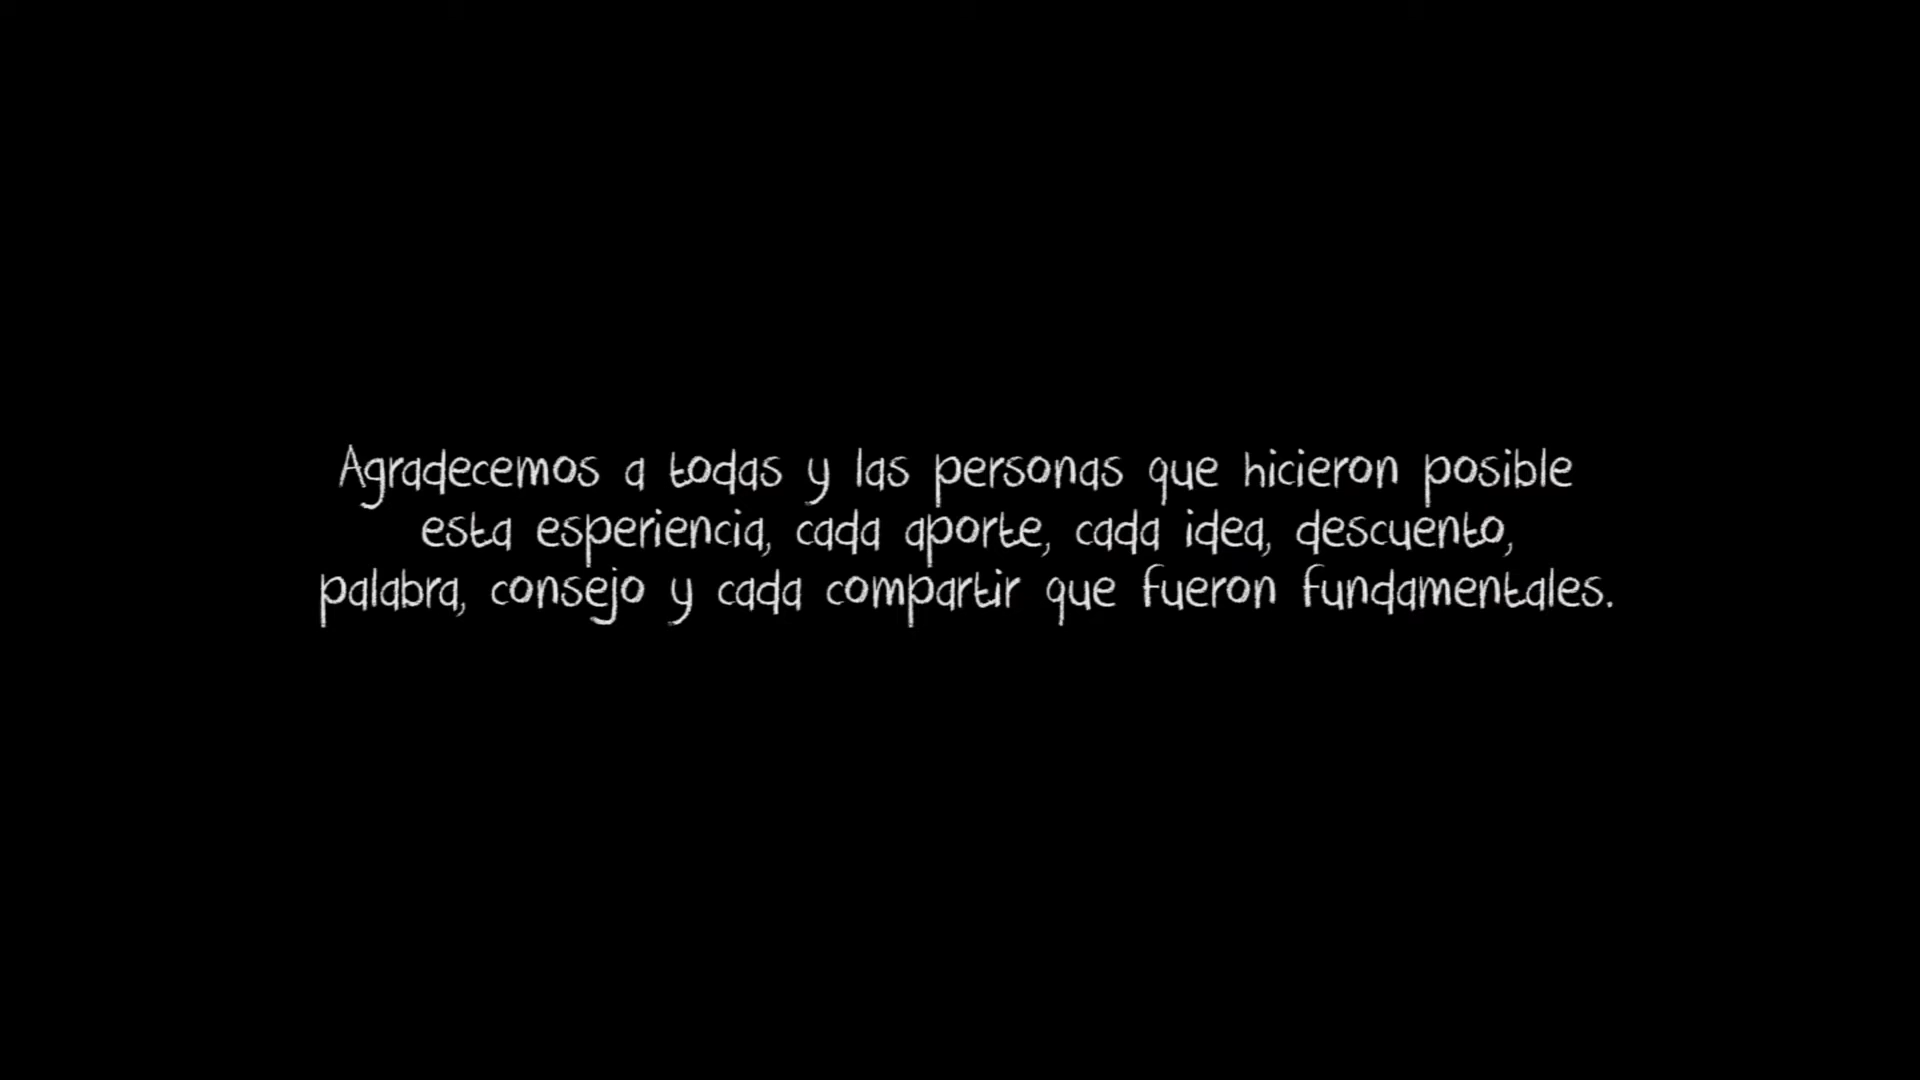 Agradecemos a todas y las personas que hicieron posible
esta esperiencia, cada aporte, cada idea, descuento,
palabra, consejo y cada compartir que fueron fundamentales.